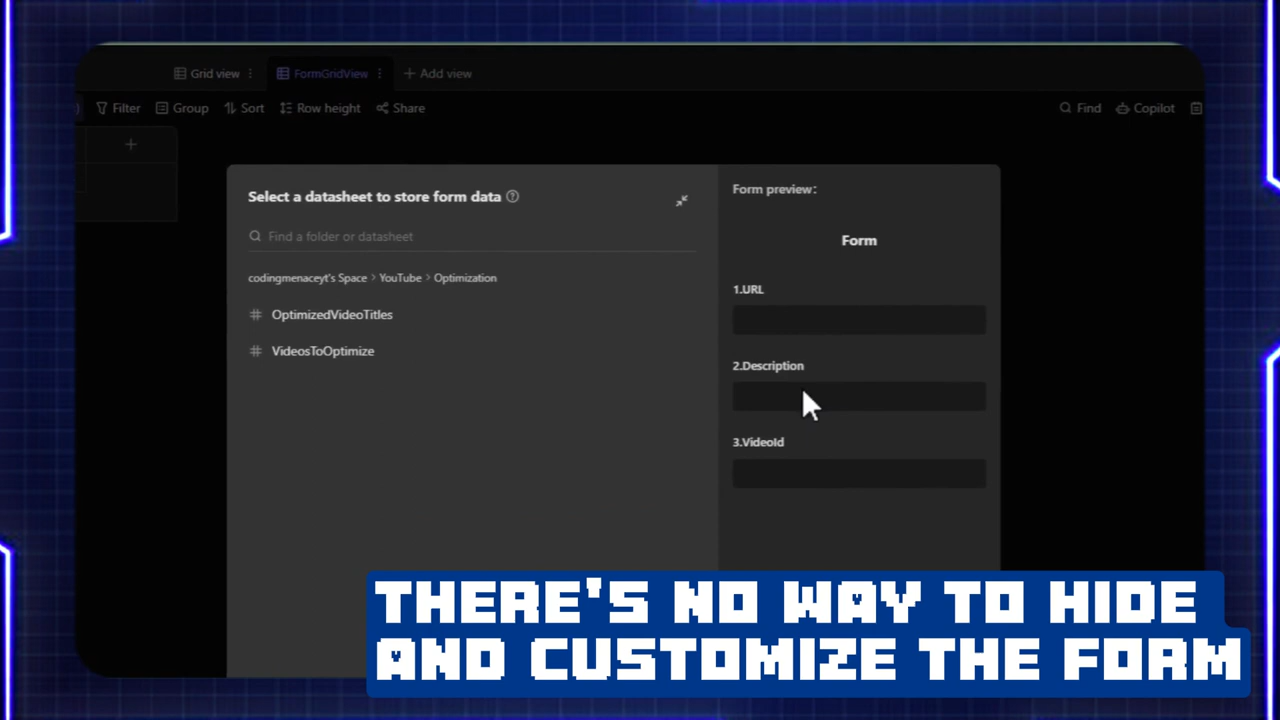 Grid view
FormGridView
+ Add view
Filter
Group
Sort
Row height
Share
Find
Copilot
Select a datasheet to store form data
Find a folder or datasheet
codingmenaceyt's Space > YouTube > Optimization
OptimizedVideoTitles
VideosToOptimize
Form preview:
Form
1.URL
2.Description
3.VideoId
THERE'S NO WAY TO HIDE
AND CUSTOMIZE THE FORM